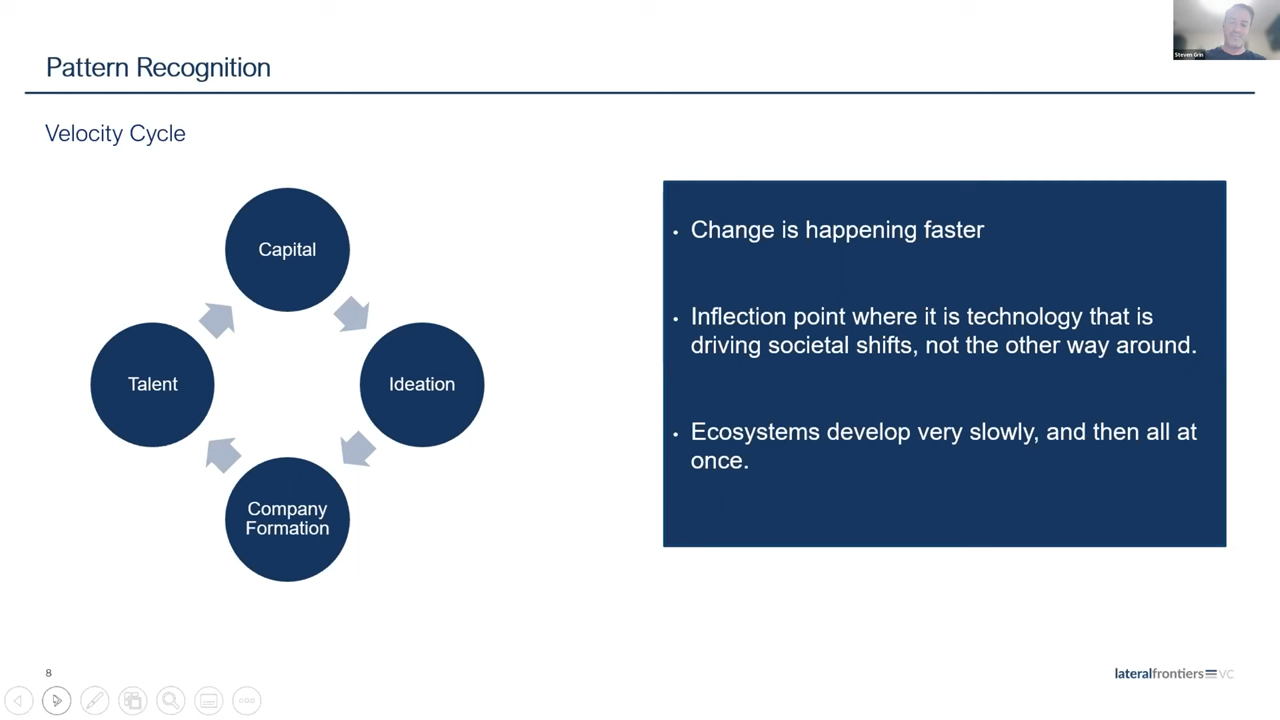 Steven Grin
Pattern Recognition
Velocity Cycle
Capital
Talent
Ideation
Company
Formation
• Change is happening faster
• Inflection point where it is technology that is
driving societal shifts, not the other way around.
• Ecosystems develop very slowly, and then all at
once.
8
lateralfrontiers VC